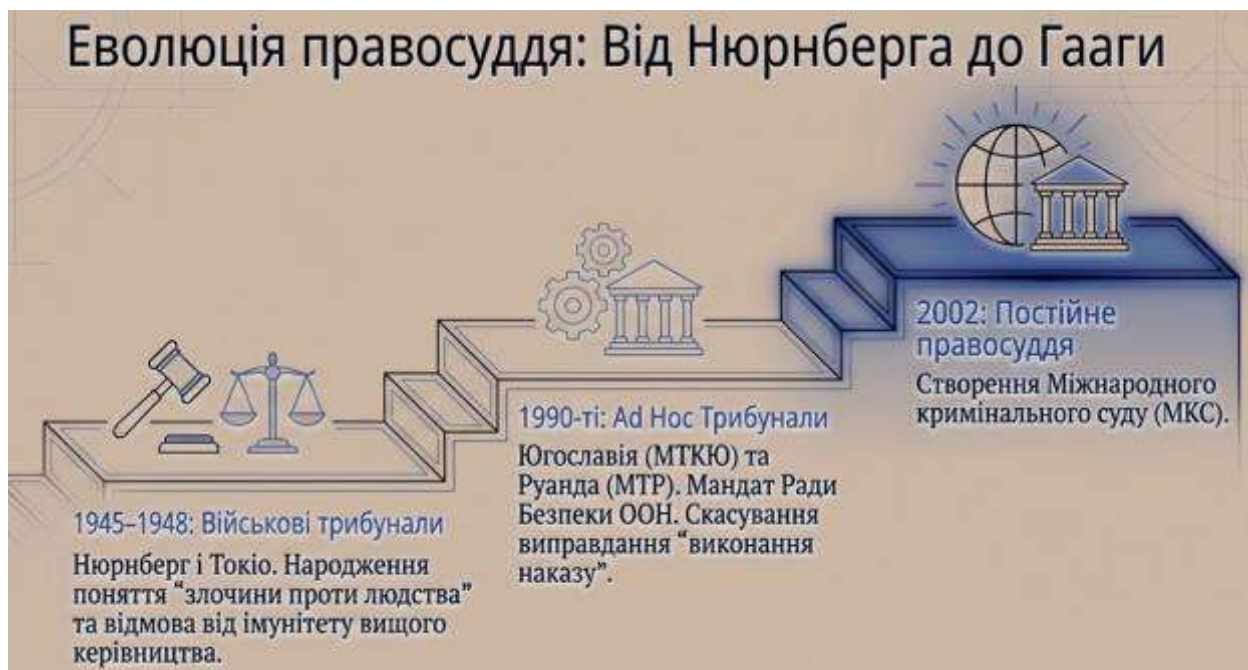 Еволюція правосуддя: Від Нюрнберга до Гааги
1945–1948: Військові трибунали
Нюрнберг і Токіо. Народження
поняття “злочини проти людства”
та відмова від імунітету вищого
керівництва.
1990-ті: Ad Hoc Трибунали
Югославія (МТКЮ) та
Руанда (МТР). Мандат Ради
Безпеки ООН. Скасування
виправдання “виконання
наказу”.
2002: Постійне
правосуддя
Створення Міжнародного
кримінального суду (МКС).